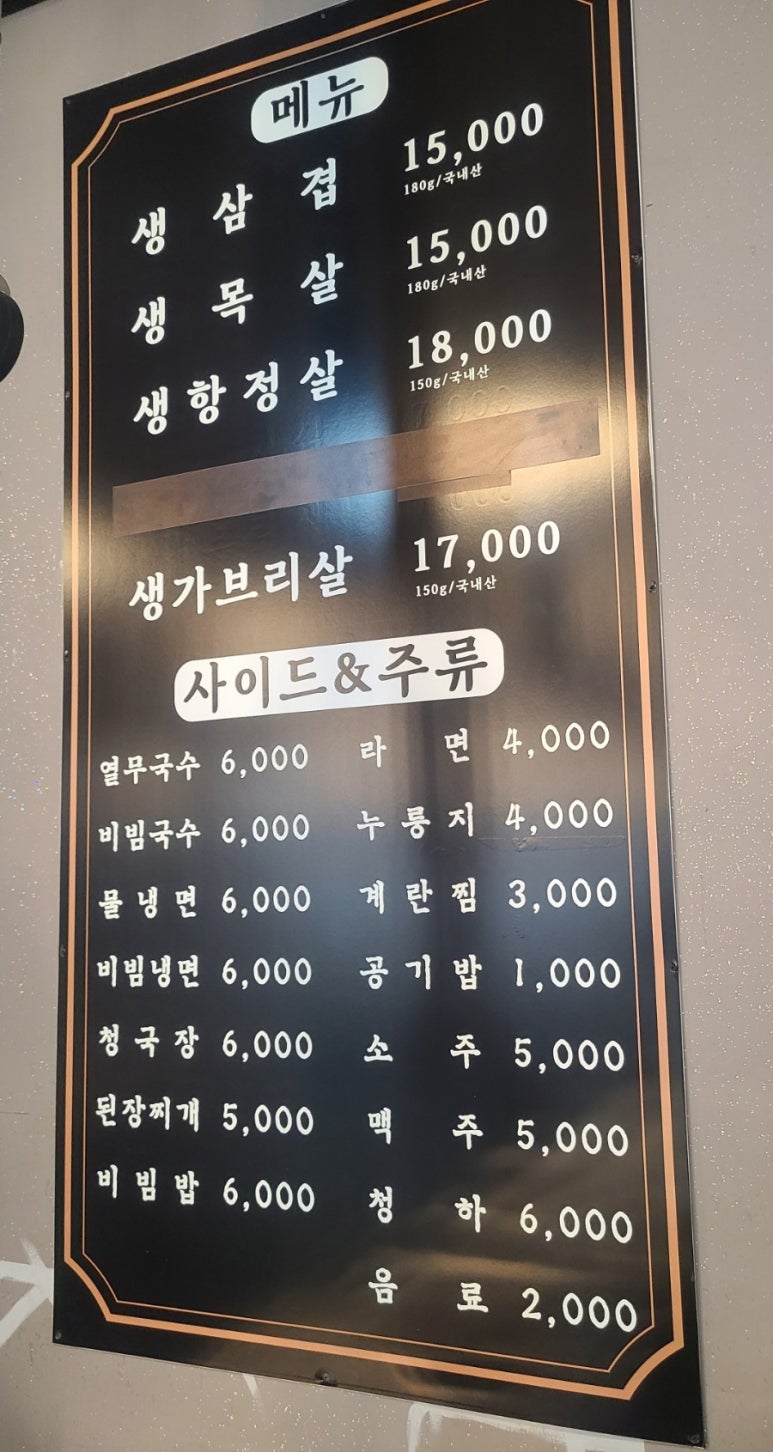 메뉴
생삼겹 15,000
180g/국내산
생목살 15,000
180g/국내산
생항정살 18,000
150g/국내산
생가브리살 17,000
150g/국내산
사이드&주류
열무국수 6,000
비빔국수 6,000
물냉면 6,000
비빔냉면 6,000
청국장 6,000
된장찌개 5,000
비빔밥 6,000
라면 4,000
누룽지 4,000
계란찜 3,000
공기밥 1,000
소주 5,000
맥주 5,000
청하 6,000
음료 2,000